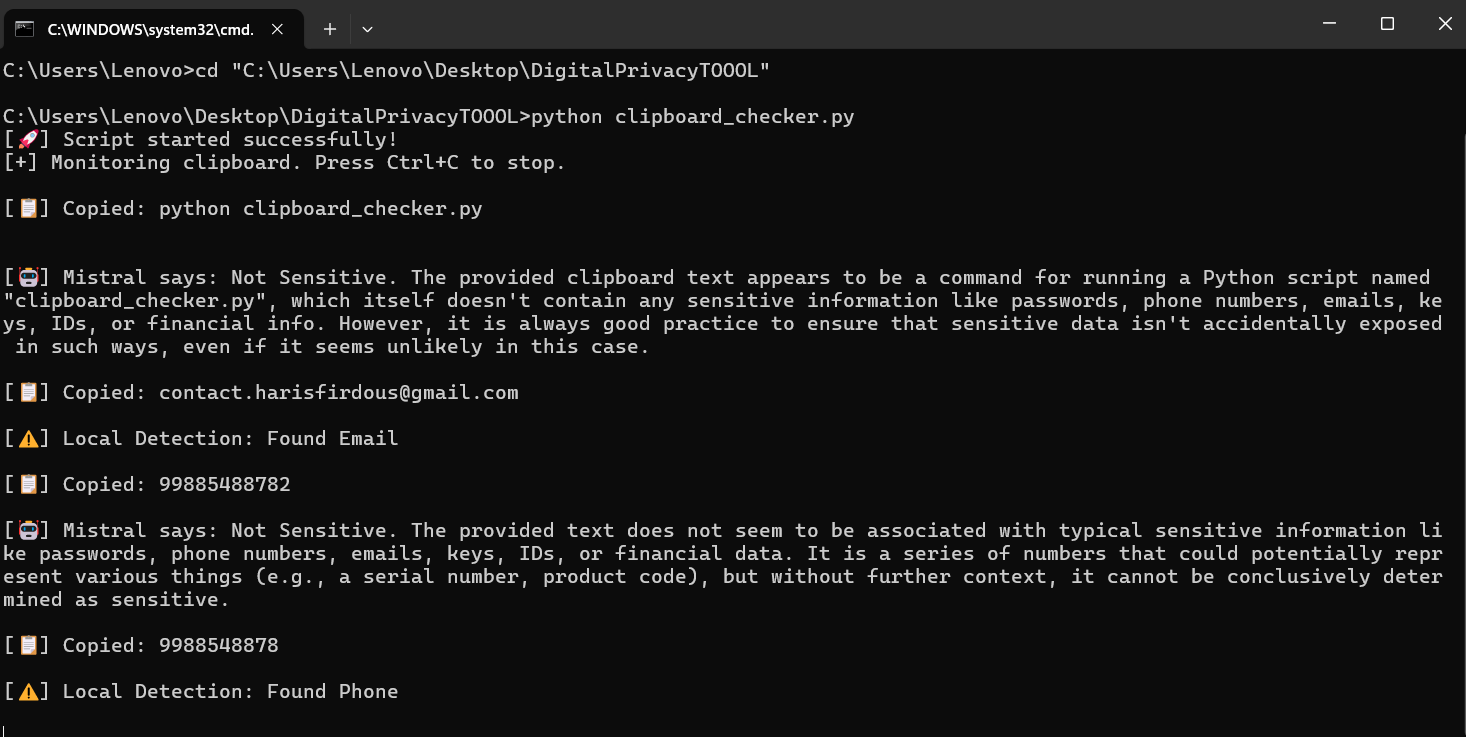 C:\WINDOWS\system32\cmd.
C:\Users\Lenovo>cd "C:\Users\Lenovo\Desktop\DigitalPrivacyTOOOL"
C:\Users\Lenovo\Desktop\DigitalPrivacyTOOOL>python clipboard_checker.py
[🚀] Script started successfully!
[+] Monitoring clipboard. Press Ctrl+C to stop.
[📋] Copied: python clipboard_checker.py
[🤖] Mistral says: Not Sensitive. The provided clipboard text appears to be a command for running a Python script named
"clipboard_checker.py", which itself doesn't contain any sensitive information like passwords, phone numbers, emails, ke
ys, IDs, or financial info. However, it is always good practice to ensure that sensitive data isn't accidentally exposed
 in such ways, even if it seems unlikely in this case.
[📋] Copied: contact.harisfirdous@gmail.com
[⚠️] Local Detection: Found Email
[📋] Copied: 99885488782
[🤖] Mistral says: Not Sensitive. The provided text does not seem to be associated with typical sensitive information li
ke passwords, phone numbers, emails, keys, IDs, or financial data. It is a series of numbers that could potentially repr
esent various things (e.g., a serial number, product code), but without further context, it cannot be conclusively deter
mined as sensitive.
[📋] Copied: 9988548878
[⚠️] Local Detection: Found Phone